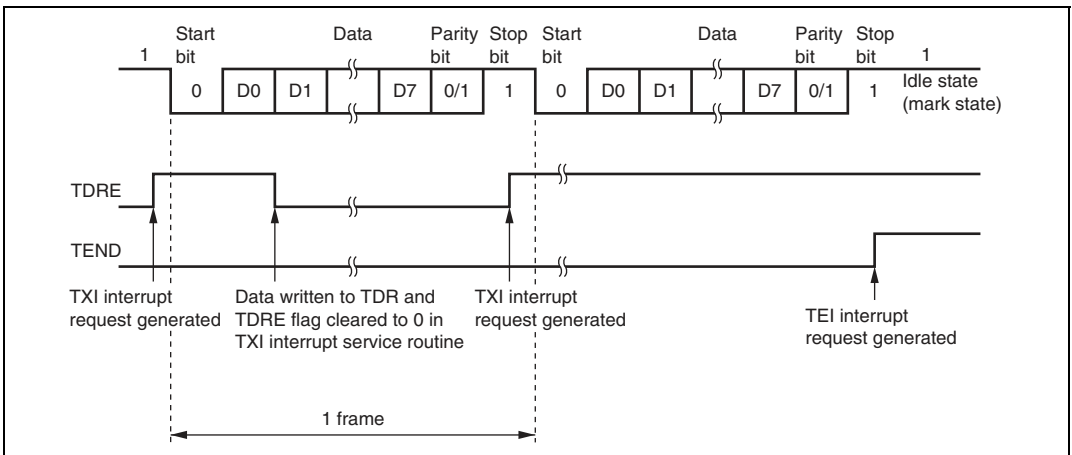 Start Data Parity Stop Start Data Parity Stop
1 bit bit bit bit bit bit 1
0 D0 D1 D7 0/1 1 0 D0 D1 D7 0/1 1 Idle state
(mark state)
TDRE
TEND
TXI interrupt
request generated
Data written to TDR and
TDRE flag cleared to 0 in
TXI interrupt service routine
TXI interrupt
request generated
TEI interrupt
request generated
1 frame